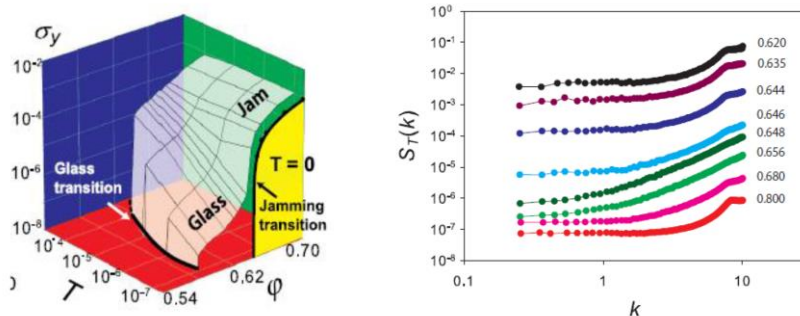 σy
10⁻²
10⁻⁴
10⁻⁶
10⁻⁸
Jam
T = 0
Glass
transition
Glass
Jamming
transition
10⁻⁴
10⁻⁵
10⁻⁶
10⁻⁷
T
0.54
0.62
0.70
φ
10⁰
10⁻¹
10⁻²
10⁻³
10⁻⁴
10⁻⁵
10⁻⁶
10⁻⁷
10⁻⁸
S_T(k)
0.620
0.635
0.644
0.646
0.648
0.656
0.680
0.800
0.1
1
10
k